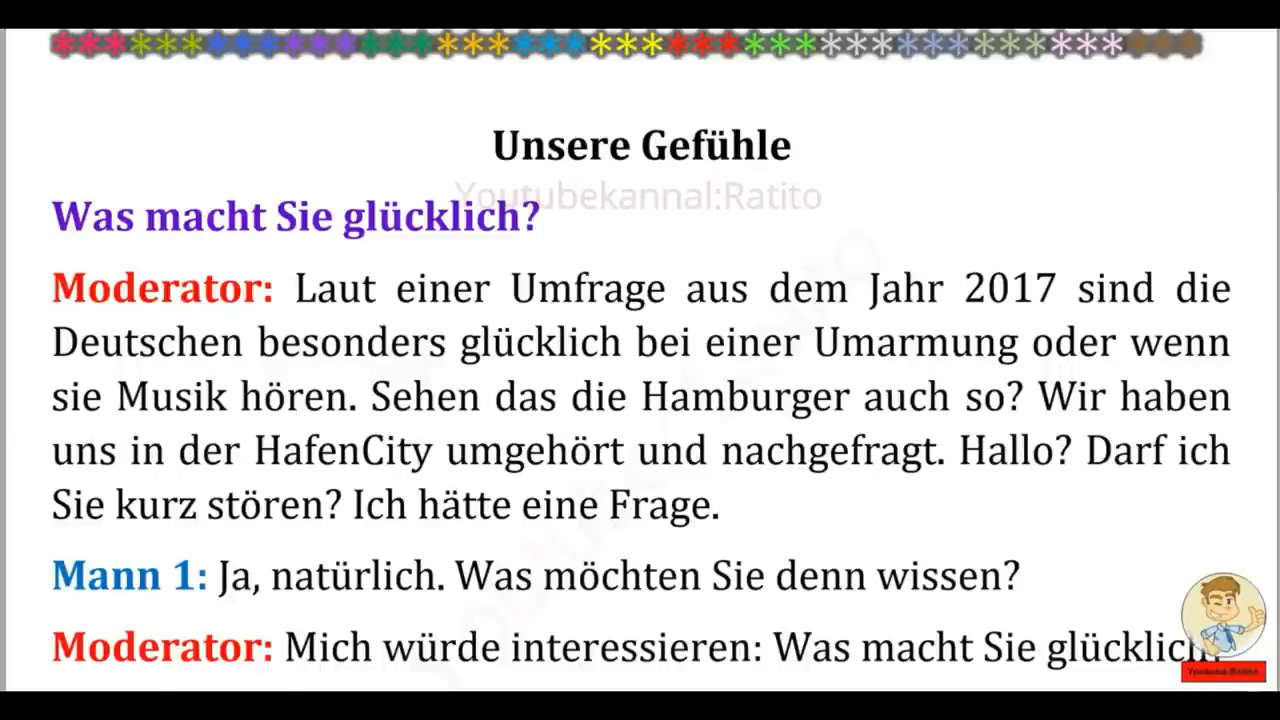 ***********************************************
Unsere Gefühle
Youtubekannal:Ratito
Was macht Sie glücklich?
Moderator: Laut einer Umfrage aus dem Jahr 2017 sind die
Deutschen besonders glücklich bei einer Umarmung oder wenn
sie Musik hören. Sehen das die Hamburger auch so? Wir haben
uns in der HafenCity umgehört und nachgefragt. Hallo? Darf ich
Sie kurz stören? Ich hätte eine Frage.
Mann 1: Ja, natürlich. Was möchten Sie denn wissen?
Moderator: Mich würde interessieren: Was macht Sie glücklich?